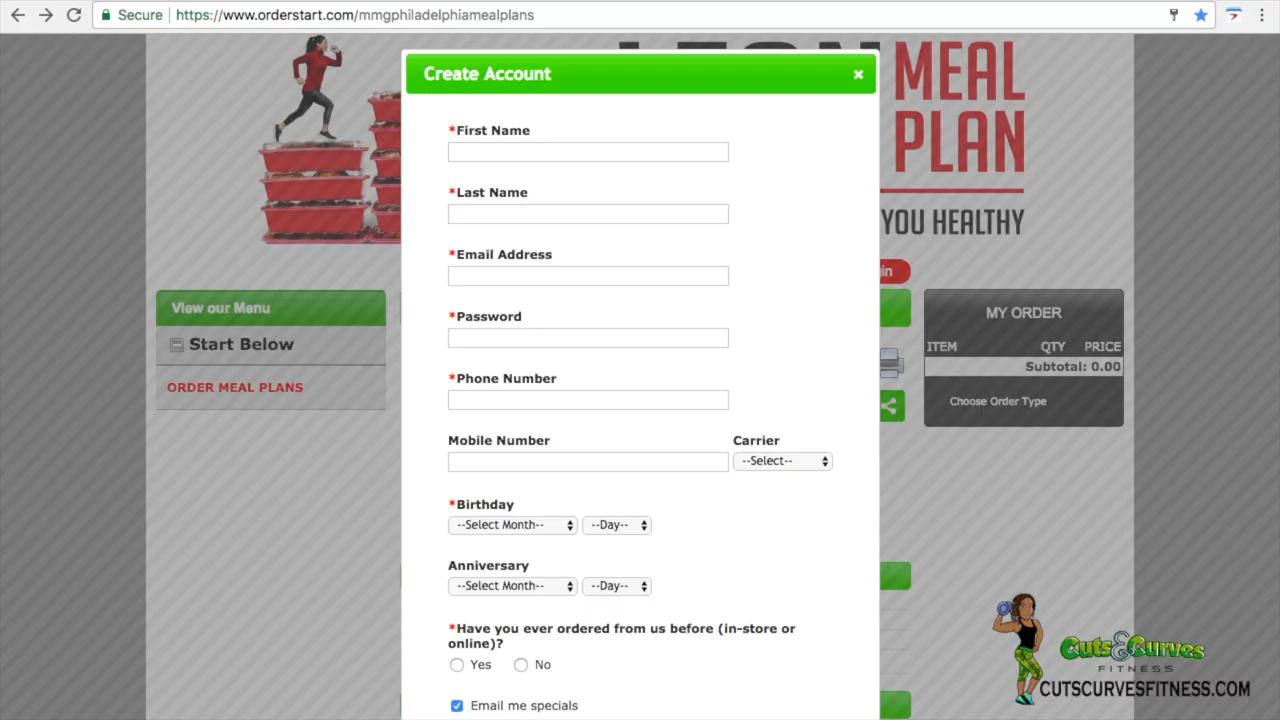 Secure
https://www.orderstart.com/mmgphiladelphiamealplans
MEAL
PLAN
YOU HEALTHY
Create Account
*First Name
*Last Name
*Email Address
*Password
*Phone Number
Mobile Number
Carrier
--Select--
*Birthday
--Select Month--
--Day--
Anniversary
--Select Month--
--Day--
*Have you ever ordered from us before (in-store or
online)?
Yes
No
Email me specials
View our Menu
Start Below
ORDER MEAL PLANS
MY ORDER
ITEM QTY PRICE
Subtotal: 0.00
Choose Order Type
Cuts&Curves
FITNESS
CUTSCURVESFITNESS.COM